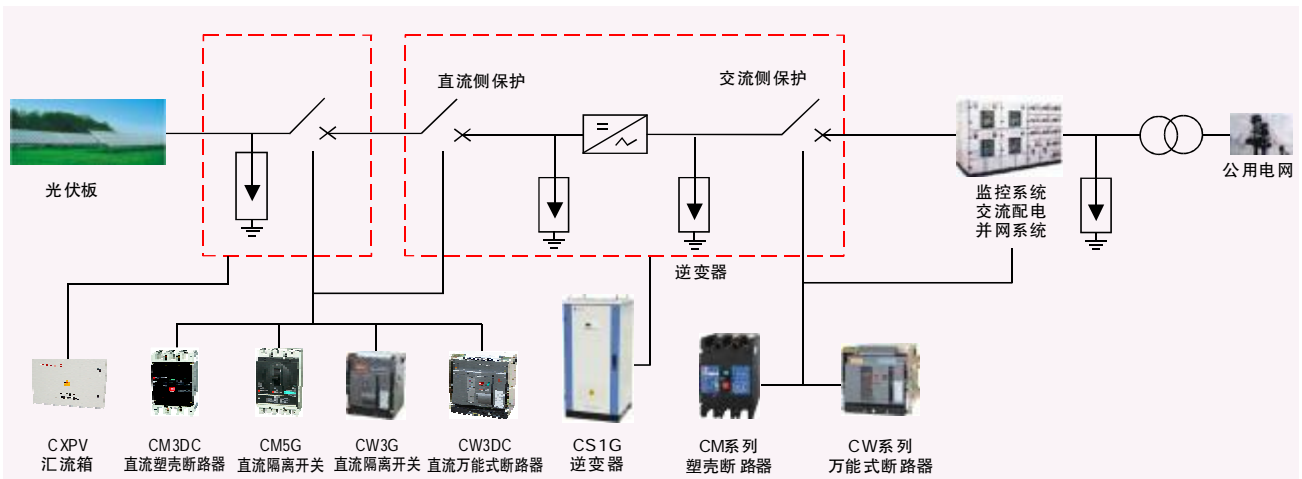 直流侧保护
交流侧保护
光伏板
公用电网
监控系统
交流配电
并网系统
逆变器
CXPV
汇流箱
CM3DC
直流塑壳断路器
CM5G
直流隔离开关
CW3G
直流隔离开关
CW3DC
直流万能式断路器
CS1G
逆变器
CM系列
塑壳断路器
CW系列
万能式断路器